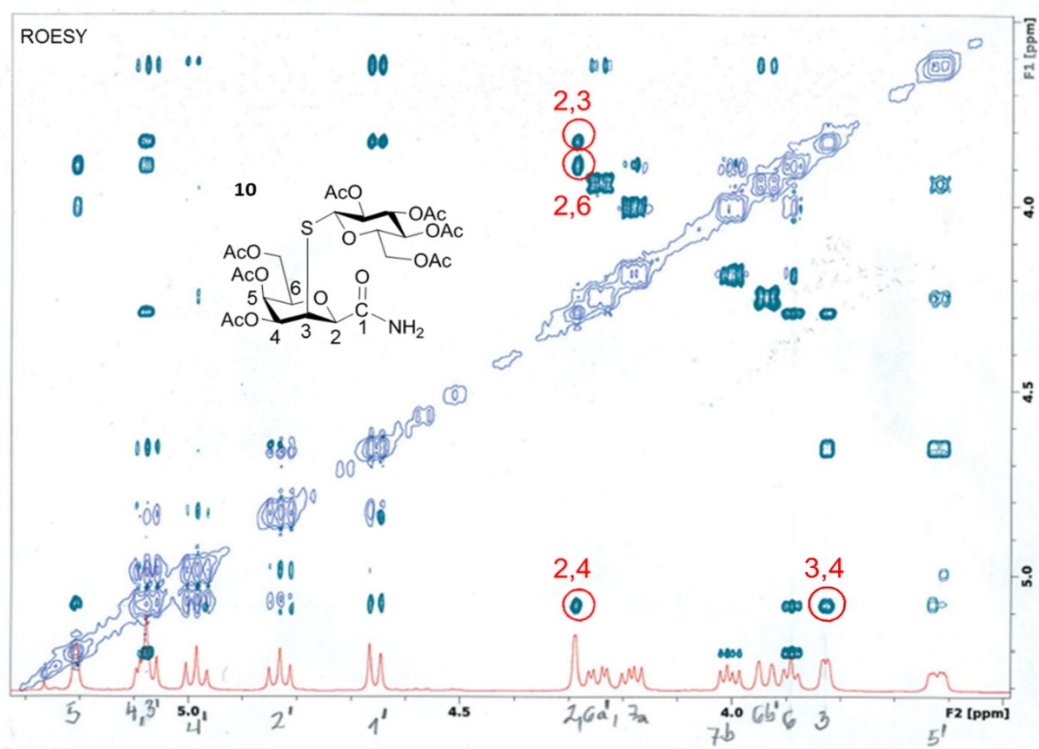 ROESY
F1 [ppm]
2,3
10
2,6
4.0
AcO
OAc
S
O
OAc
AcO
OAc
AcO
6
O
5
O
AcO
1
NH₂
4
3
2
4.5
2,4
3,4
5.0
5.0
4.5
4.0
F2 [ppm]
5
4, 3'
4'
2'
1'
2, 6a', 7a
7b
6b'
6
3
5'